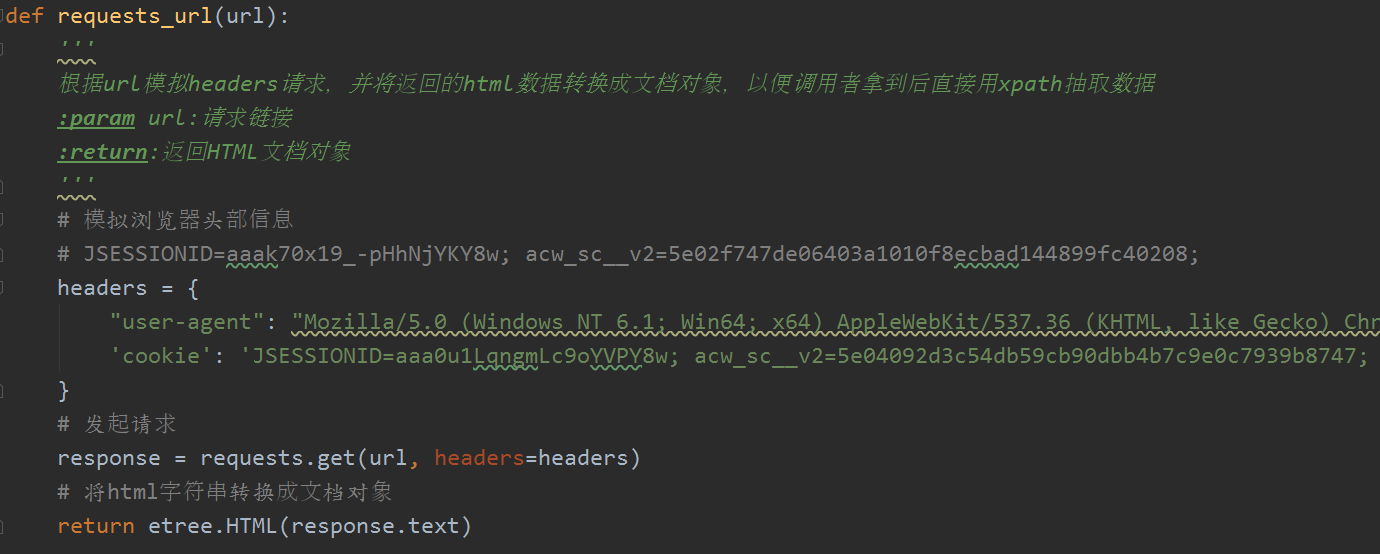 def requests_url(url):
'''
根据url模拟headers请求, 并将返回的html数据转换成文档对象, 以便调用者拿到后直接用xpath抽取数据
:param url:请求链接
:return:返回HTML文档对象
'''
# 模拟浏览器头部信息
# JSESSIONID=aaak70x19_-pHhNjYKY8w; acw_sc__v2=5e02f747de06403a1010f8ecbad144899fc40208;
headers = {
"user-agent": "Mozilla/5.0 (Windows NT 6.1; Win64; x64) AppleWebKit/537.36 (KHTML, like Gecko) Chr
'cookie': 'JSESSIONID=aaa0u1LqngmLc9oYVPY8w; acw_sc__v2=5e04092d3c54db59cb90dbb4b7c9e0c7939b8747;
}
# 发起请求
response = requests.get(url, headers=headers)
# 将html字符串转换成文档对象
return etree.HTML(response.text)